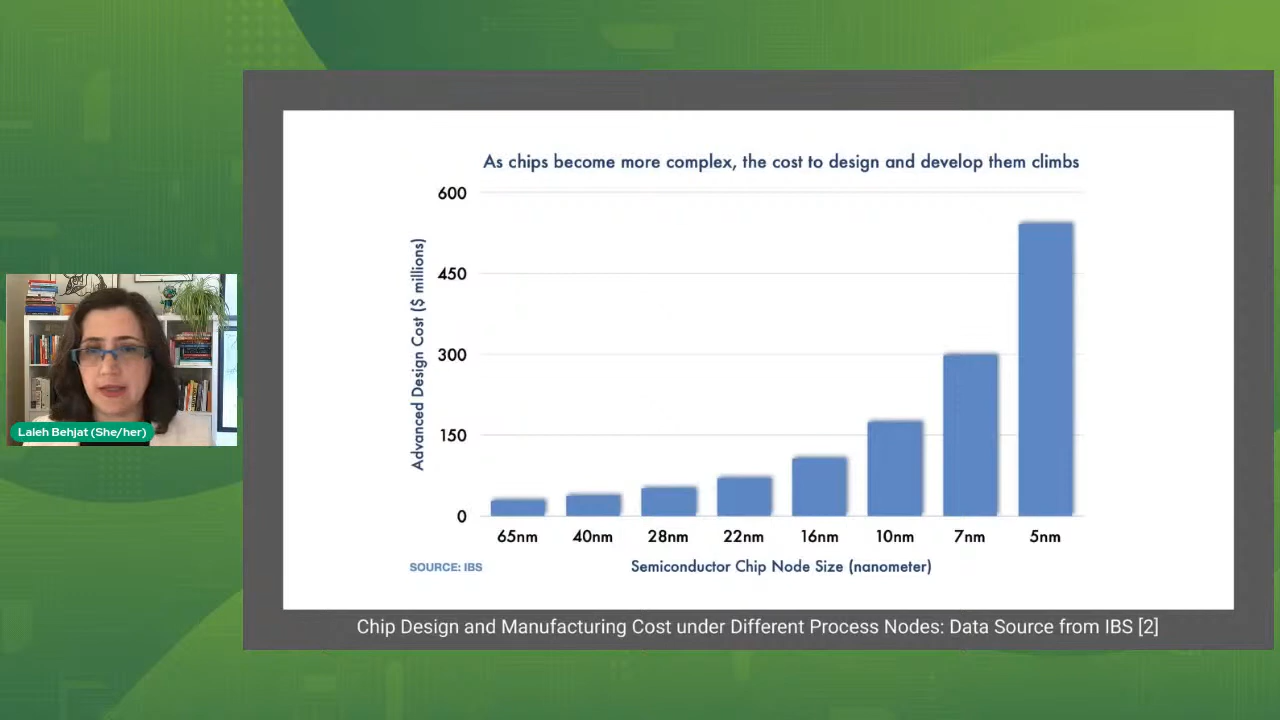 As chips become more complex, the cost to design and develop them climbs
Advanced Design Cost ($ millions)
600
450
300
150
0
65nm 40nm 28nm 22nm 16nm 10nm 7nm 5nm
SOURCE: IBS
Semiconductor Chip Node Size (nanometer)
Chip Design and Manufacturing Cost under Different Process Nodes: Data Source from IBS [2]
Laleh Behjat (She/her)